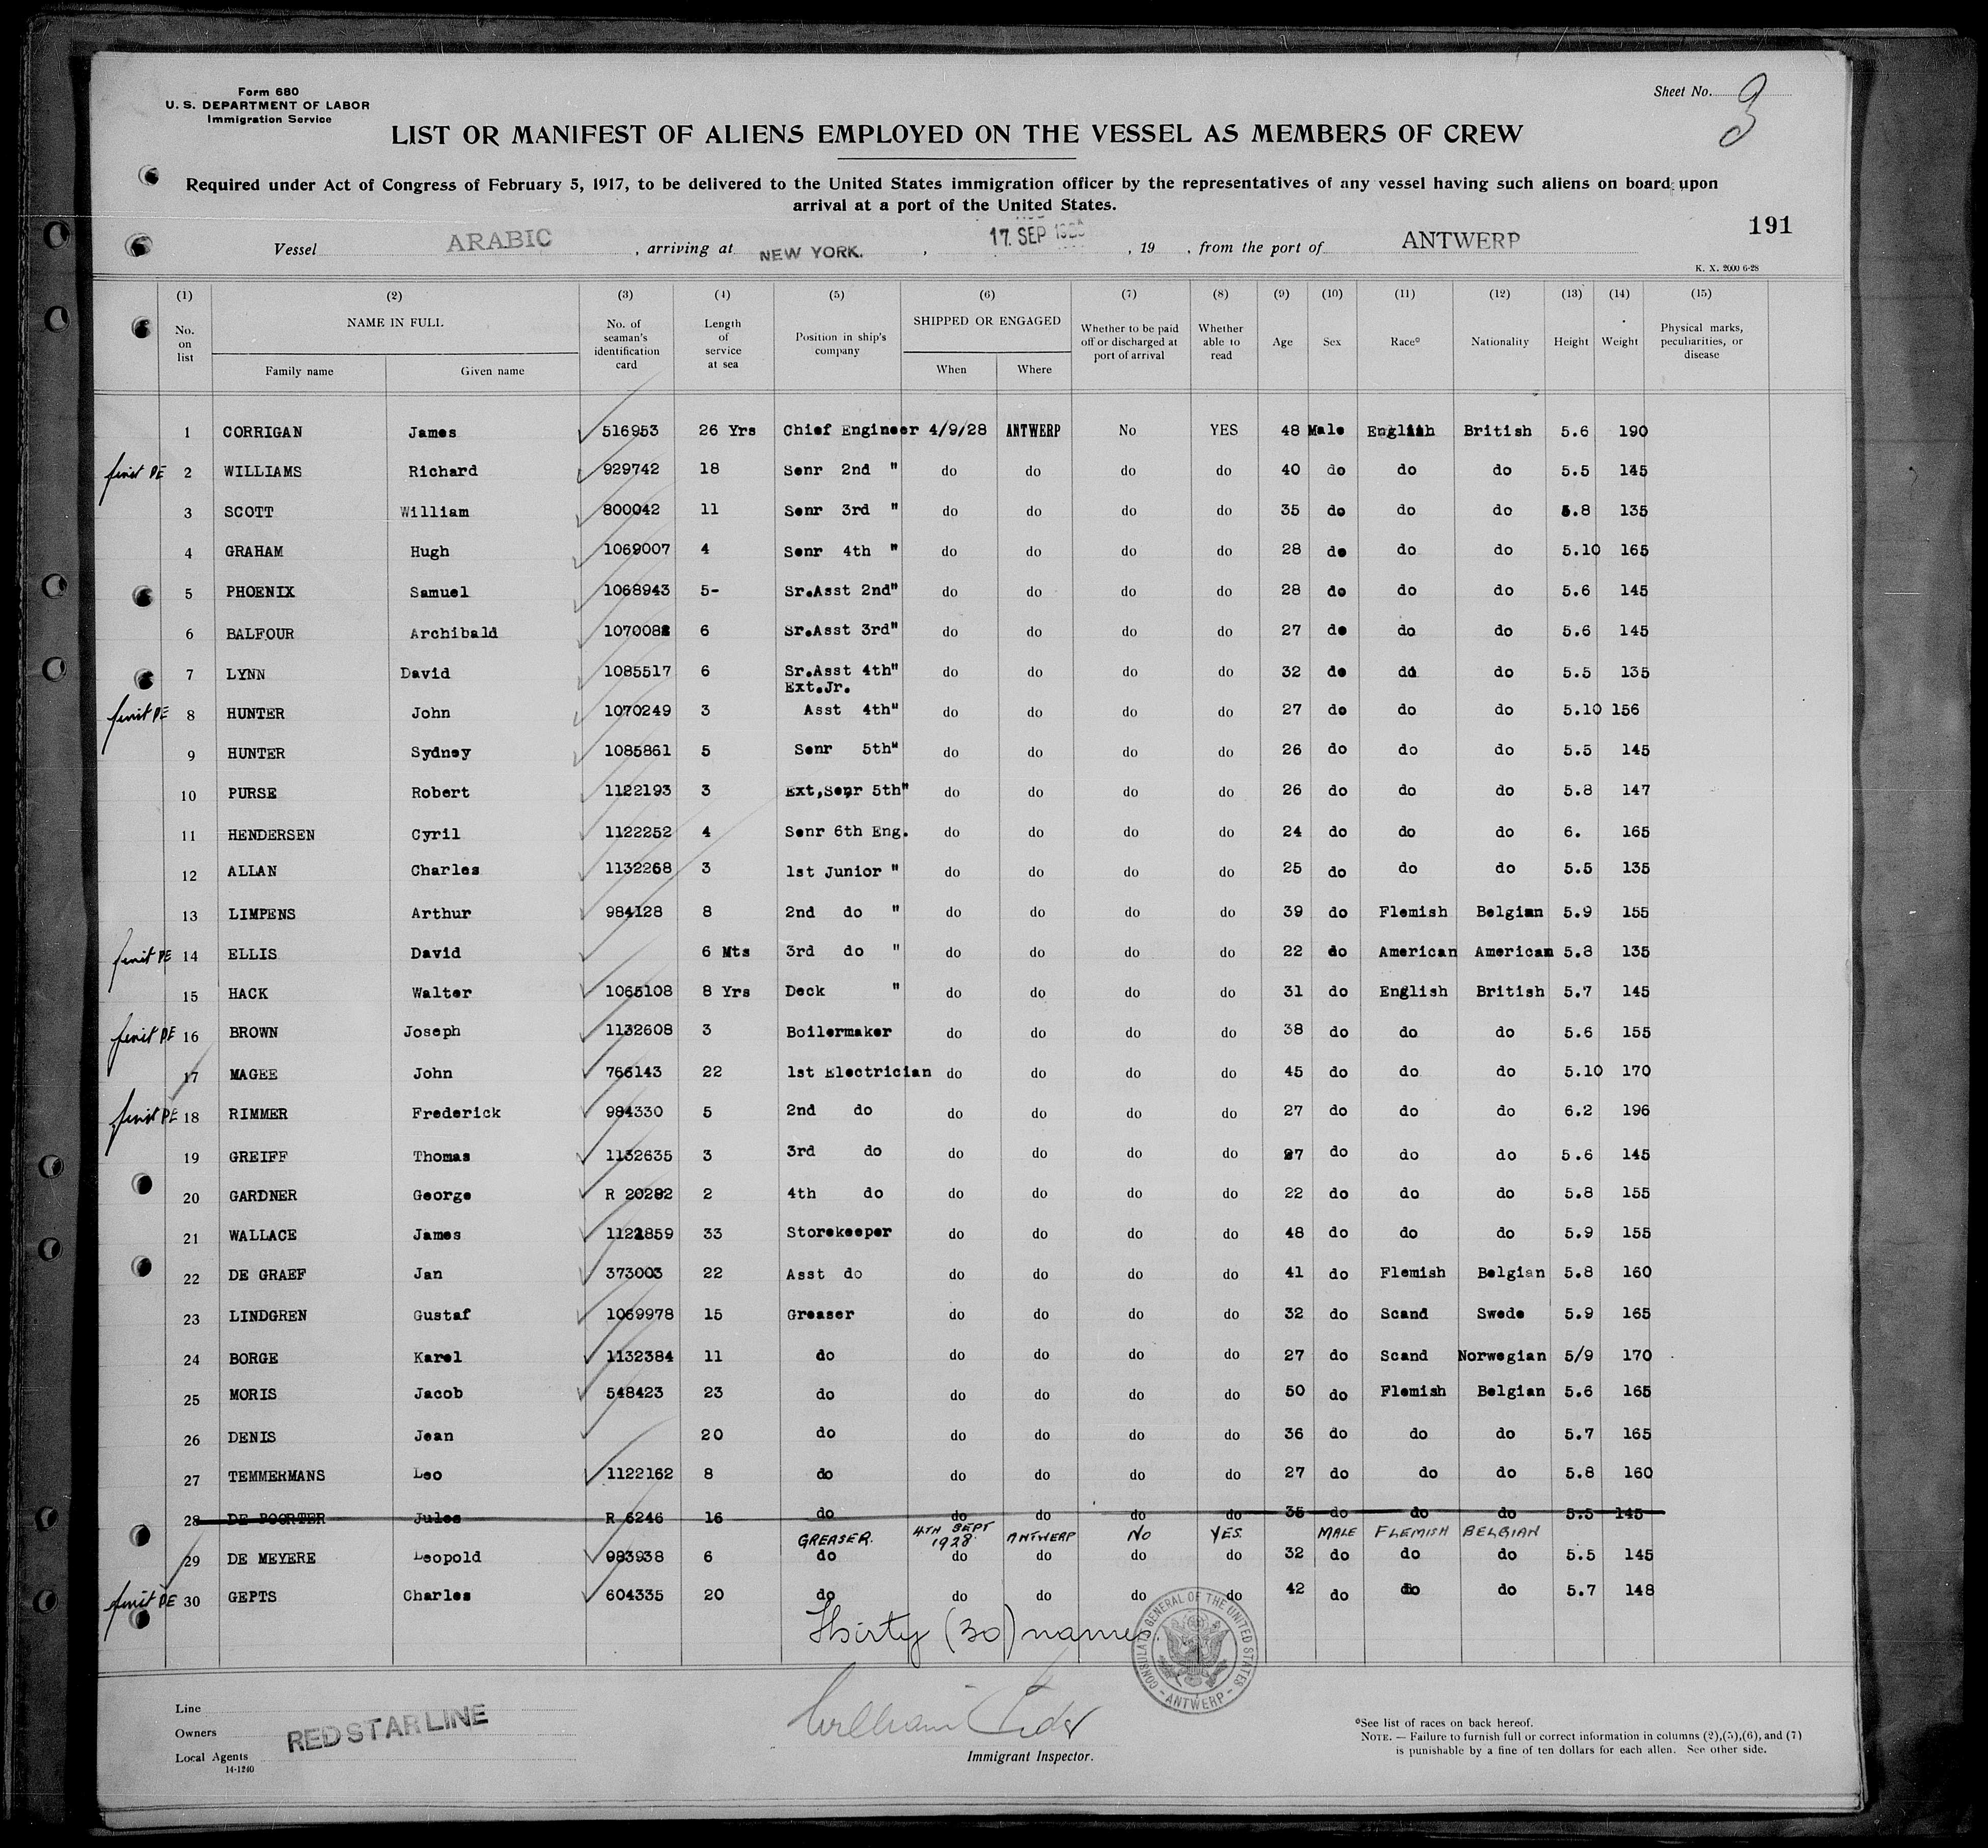 Form 680
U. S. DEPARTMENT OF LABOR
Immigration Service
Sheet No. 3
LIST OR MANIFEST OF ALIENS EMPLOYED ON THE VESSEL AS MEMBERS OF CREW
Required under Act of Congress of February 5, 1917, to be delivered to the United States immigration officer by the representatives of any vessel having such aliens on board upon
arrival at a port of the United States.
191
Vessel ARABIC, arriving at NEW YORK., 17. SEP, 19 , from the port of ANTWERP
K. X. 2000 6-28
(1) (2) (3) (4) (5) (6) (7) (8) (9) (10) (11) (12) (13) (14) (15)
No. on list NAME IN FULL Family name Given name No. of seaman's identification card Length of service at sea Position in ship's company SHIPPED OR ENGAGED When Where Whether to be paid off or discharged at port of arrival Whether able to read Age Sex Race* Nationality Height Weight Physical marks, peculiarities, or disease
1 CORRIGAN James 516953 26 Yrs Chief Engineer 4/9/28 ANTWERP No YES 48 Male English British 5.6 190
2 WILLIAMS Richard 929742 18 Senr 2nd " do do do do 40 do do do 5.5 145
3 SCOTT William 800042 11 Senr 3rd " do do do do 35 do do do 5.8 135
4 GRAHAM Hugh 1069007 4 Senr 4th " do do do do 28 do do do 5.10 165
5 PHOENIX Samuel 1068943 5- Sr.Asst 2nd" do do do do 28 do do do 5.6 145
6 BALFOUR Archibald 1070082 6 Sr.Asst 3rd" do do do do 27 do do do 5.6 145
7 LYNN David 1085517 6 Sr.Asst 4th" do do do do 32 do do do 5.5 135
Ext.Jr.
8 HUNTER John 1070249 3 Asst 4th" do do do do 27 do do do 5.10 156
9 HUNTER Sydney 1085861 5 Senr 5th" do do do do 26 do do do 5.5 145
10 PURSE Robert 1122193 3 Ext,Senr 5th" do do do do 26 do do do 5.8 147
11 HENDERSEN Cyril 1122252 4 Senr 6th Eng. do do do do 24 do do do 6. 165
12 ALLAN Charles 1132268 3 1st Junior " do do do do 25 do do do 5.5 135
13 LIMPENS Arthur 984128 8 2nd do " do do do do 39 do Flemish Belgian 5.9 155
14 ELLIS David 6 Mts 3rd do " do do do do 22 do American American 5.8 135
15 HACK Walter 1065108 8 Yrs Deck " do do do do 31 do English British 5.7 145
16 BROWN Joseph 1132608 3 Boilermaker do do do do 38 do do do 5.6 155
17 MAGEE John 766143 22 1st Electrician do do do do 45 do do do 5.10 170
18 RIMMER Frederick 984330 5 2nd do do do do do 27 do do do 6.2 196
19 GREIFF Thomas 1132635 3 3rd do do do do do 27 do do do 5.6 145
20 GARDNER George R 20292 2 4th do do do do do 22 do do do 5.8 155
21 WALLACE James 1122859 33 Storekeeper do do do do 48 do do do 5.9 155
22 DE GRAEF Jan 373003 22 Asst do do do do do 41 do Flemish Belgian 5.8 160
23 LINDGREN Gustaf 1069978 15 Greaser do do do do 32 do Scand Swede 5.9 165
24 BORGE Karel 1132384 11 do do do do do 27 do Scand Norwegian 5/9 170
25 MORIS Jacob 548423 23 do do do do do 50 do Flemish Belgian 5.6 165
26 DENIS Jean 20 do do do do do 36 do do do 5.7 165
27 TEMMERMANS Leo 1122162 8 do do do do do 27 do do do 5.8 160
28 DE POORTER Jules R 6246 16 do do do do do 35 do do do 5.5 145
GREASER. 4TH SEPT 1928 ANTWERP NO YES. MALE FLEMISH BELGIAN
29 DE MEYERE Leopold 983938 6 do do do do do 32 do do do 5.5 145
30 GEPTS Charles 604335 20 do do do do do 42 do do do 5.7 148
Thirty (30) names.
CONSULATE GENERAL OF THE UNITED STATES
- ANTWERP -
Line
Owners
Local Agents
RED STAR LINE
14-1240
William
Immigrant Inspector.
*See list of races on back hereof.
NOTE. — Failure to furnish full or correct information in columns (2),(5),(6), and (7)
is punishable by a fine of ten dollars for each alien. See other side.